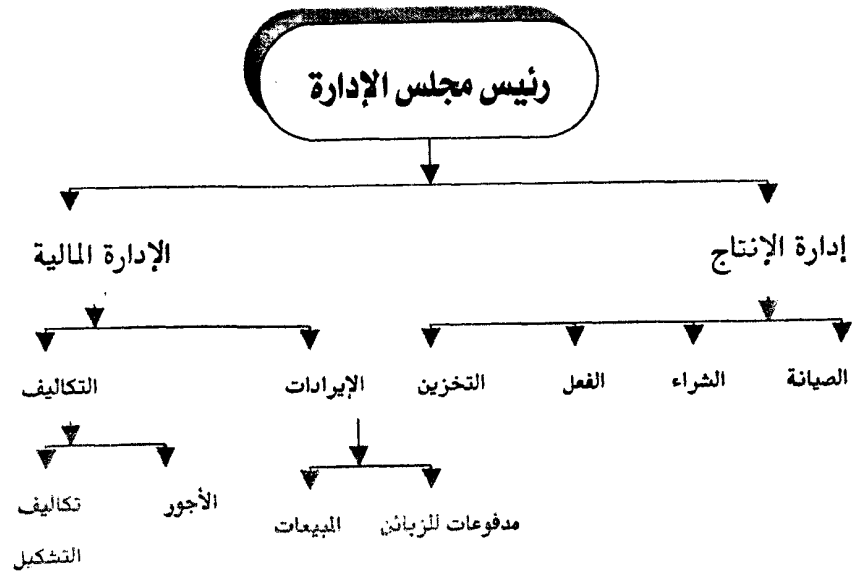 رئيس مجلس الإدارة
إدارة الإنتاج
الإدارة المالية
الصيانة
الشراء
الفعل
التخزين
الإيرادات
التكاليف
مدفوعات للزبائن
المبيعات
الأجور
تكاليف
التشكيل